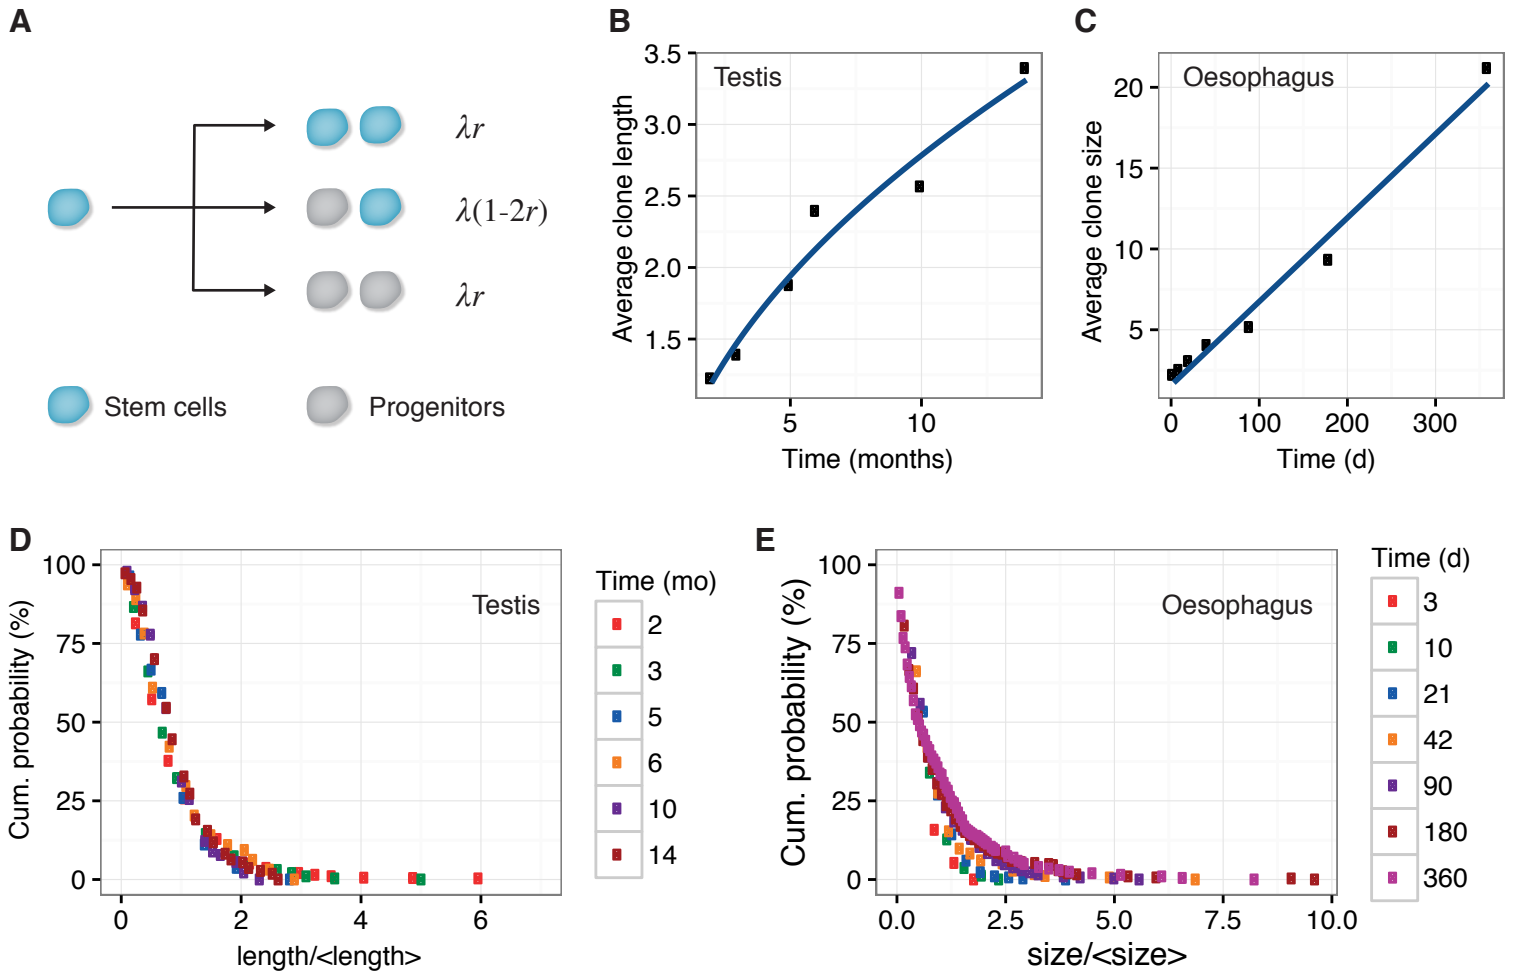 A
λr
λ(1-2r)
λr
Stem cells
Progenitors
B
Testis
Average clone length
3.5
3.0
2.5
2.0
1.5
5
10
Time (months)
C
Oesophagus
Average clone size
20
15
10
5
0
100
200
300
Time (d)
D
Testis
Cum. probability (%)
100
75
50
25
0
0
2
4
6
length/<length>
Time (mo)
2
3
5
6
10
14
E
Oesophagus
Cum. probability (%)
100
75
50
25
0
0.0
2.5
5.0
7.5
10.0
size/<size>
Time (d)
3
10
21
42
90
180
360